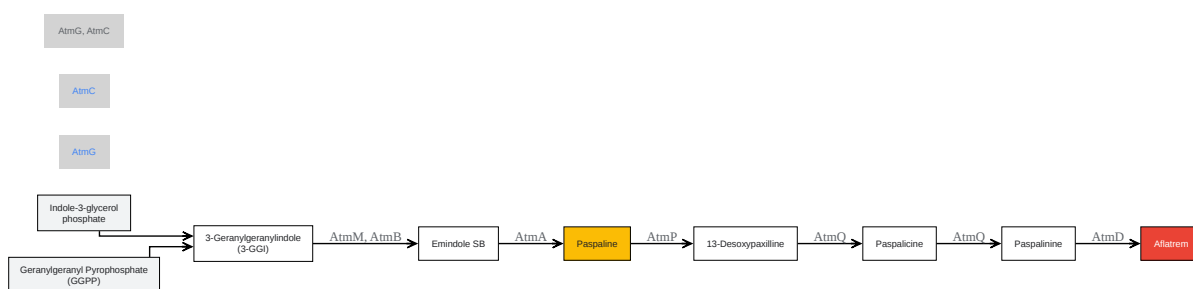 AtmG, AtmC
AtmC
AtmG
Indole-3-glycerol
phosphate
Geranylgeranyl Pyrophosphate
(GGPP)
3-Geranylgeranylindole
(3-GGI)
AtmM, AtmB
Emindole SB
AtmA
Paspaline
AtmP
13-Desoxypaxilline
AtmQ
Paspalicine
AtmQ
Paspalinine
AtmD
Aflatrem